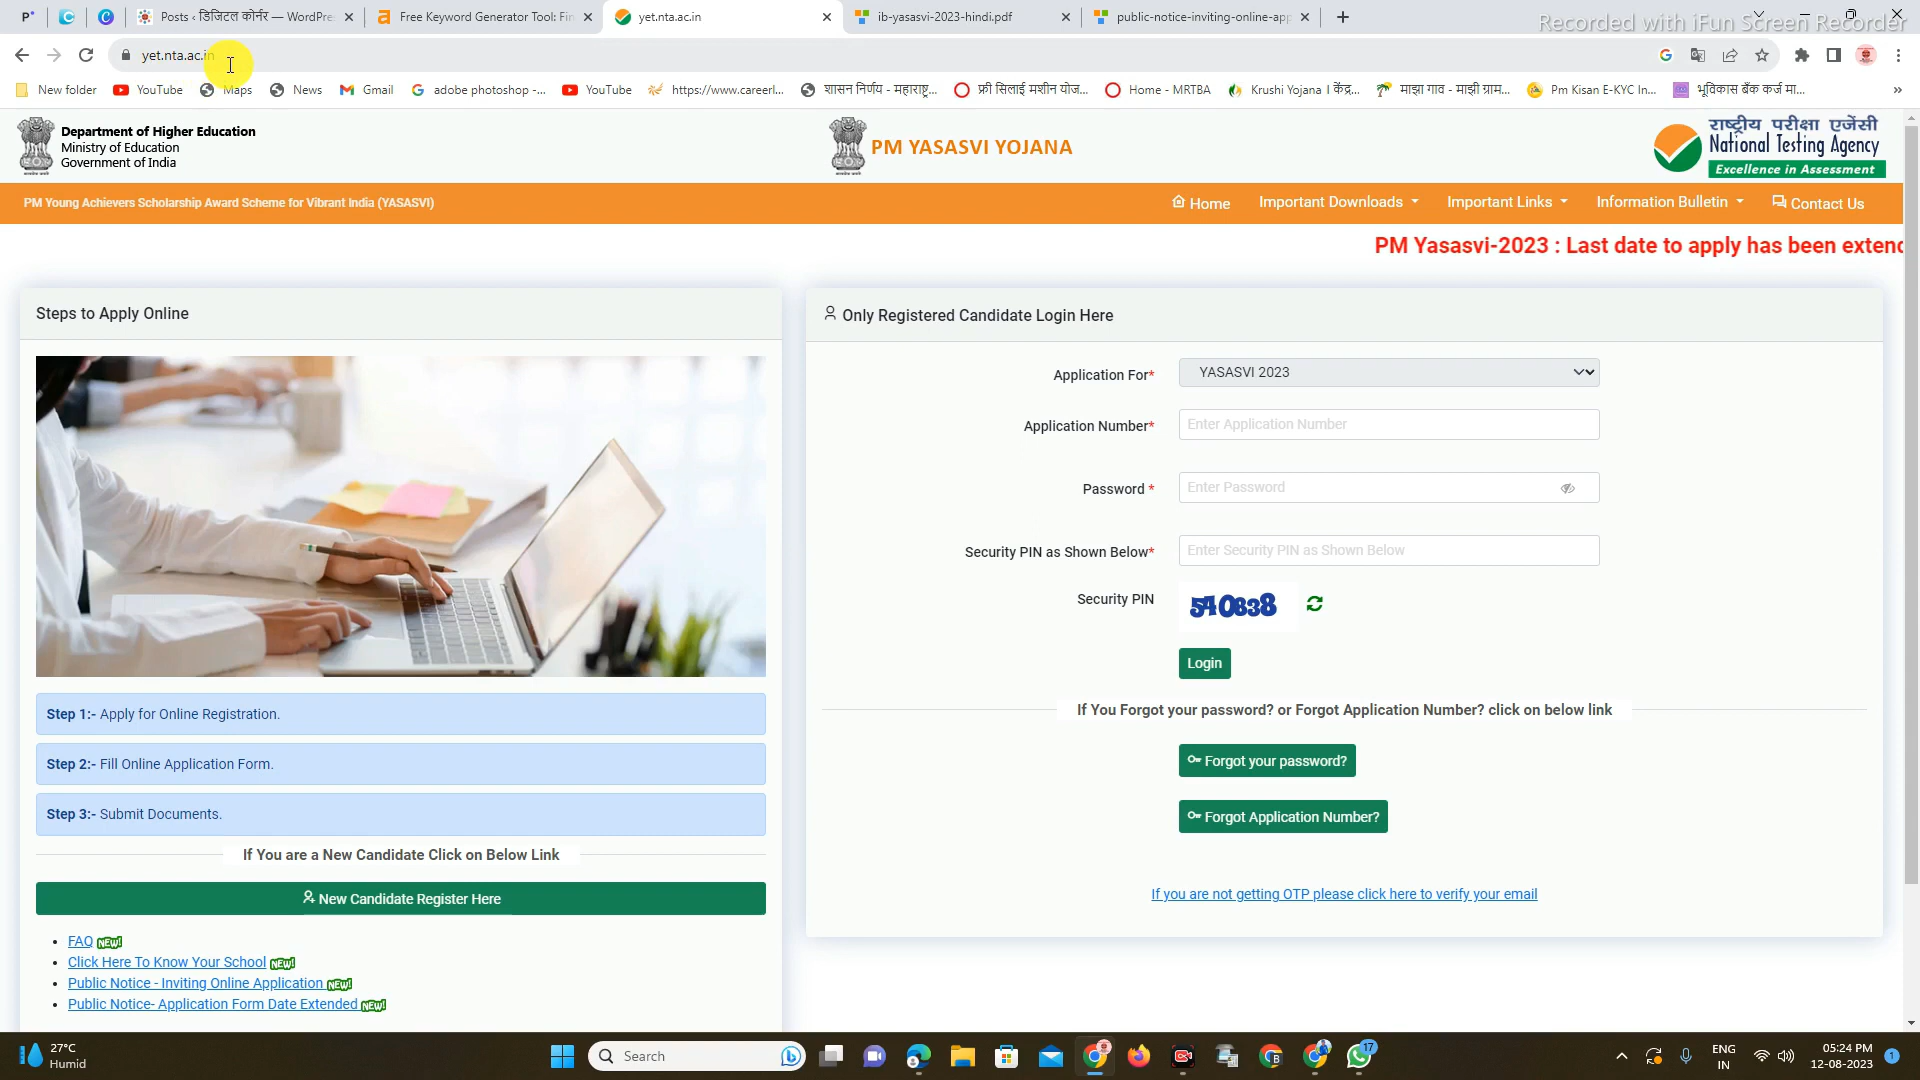 Posts ‹ डिजिटल कोर्नर — WordPre
Free Keyword Generator Tool: Fin
yet.nta.ac.in
ib-yasasvi-2023-hindi.pdf
public-notice-inviting-online-app
Recorded with iFun Screen Recorder
yet.nta.ac.in
New folder
YouTube
Maps
News
Gmail
adobe photoshop -...
YouTube
https://www.careerl...
शासन निर्णय - महाराष्ट्र...
फ्री सिलाई मशीन योज...
Home - MRTBA
Krushi Yojana । केंद्र...
माझा गाव - माझी ग्राम...
Pm Kisan E-KYC In...
भूविकास बँक कर्ज मा...
Department of Higher Education
Ministry of Education
Government of India
PM YASASVI YOJANA
राष्ट्रीय परीक्षा एजेंसी
National Testing Agency
Excellence in Assessment
PM Young Achievers Scholarship Award Scheme for Vibrant India (YASASVI)
Home
Important Downloads
Important Links
Information Bulletin
Contact Us
PM Yasasvi-2023 : Last date to apply has been extend
Steps to Apply Online
Step 1:- Apply for Online Registration.
Step 2:- Fill Online Application Form.
Step 3:- Submit Documents.
If You are a New Candidate Click on Below Link
New Candidate Register Here
FAQ NEW!
Click Here To Know Your School NEW!
Public Notice - Inviting Online Application NEW!
Public Notice- Application Form Date Extended NEW!
Only Registered Candidate Login Here
Application For* YASASVI 2023
Application Number* Enter Application Number
Password * Enter Password
Security PIN as Shown Below* Enter Security PIN as Shown Below
Security PIN 540838
Login
If You Forgot your password? or Forgot Application Number? click on below link
Forgot your password?
Forgot Application Number?
If you are not getting OTP please click here to verify your email
27°C
Humid
Search
17
ENG
IN
05:24 PM
12-08-2023
1